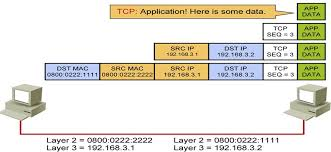 TCP: Application! Here is some data.
APP DATA
TCP SEQ = 3
APP DATA
SRC IP 192.168.3.1
DST IP 192.168.3.2
TCP SEQ = 3
APP DATA
DST MAC 0800:0222:1111
SRC MAC 0800:0222:2222
SRC IP 192.168.3.1
DST IP 192.168.3.2
TCP SEQ = 3
APP DATA
Layer 2 = 0800:0222:2222
Layer 3 = 192.168.3.1
Layer 2 = 0800:0222:1111
Layer 3 = 192.168.3.2